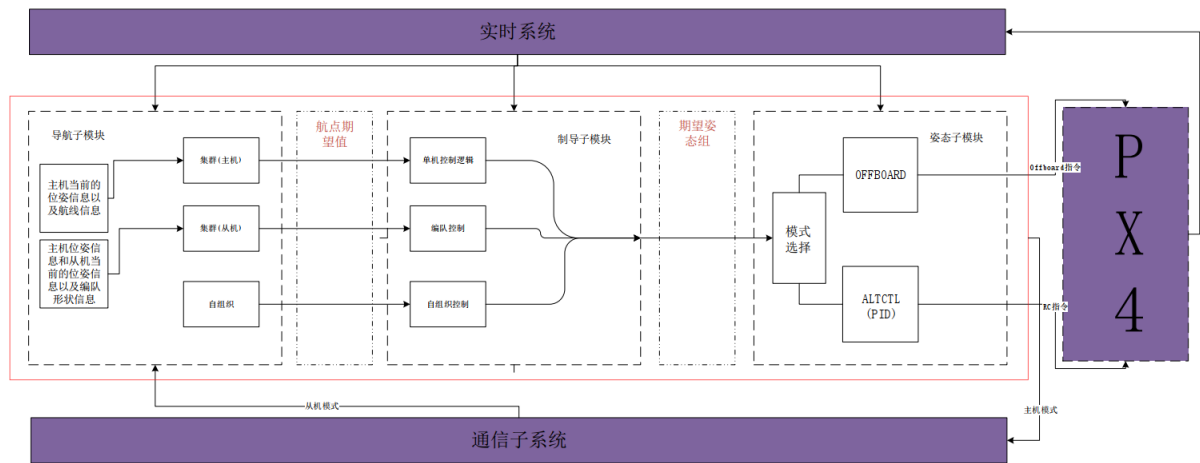 实时系统
导航子模块
主机当前的
位姿信息以
及航线信息
主机位姿信
息和从机当
前的位姿信
息以及编队
形状信息
集群(主机)
集群(从机)
自组织
航点期
望值
制导子模块
单机控制逻辑
编队控制
自组织控制
期望姿
态组
姿态子模块
模式
选择
OFFBOARD
ALTCTL
(PID)
Offboard指令
RC指令
P
X
4
从机模式
主机模式
通信子系统